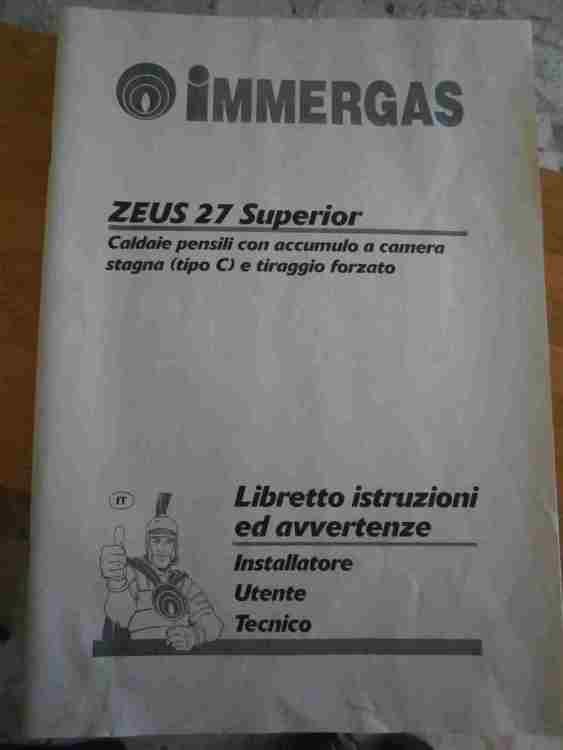 iMMERGAS
ZEUS 27 Superior
Caldaie pensili con accumulo a camera
stagna (tipo C) e tiraggio forzato
IT
Libretto istruzioni
ed avvertenze
Installatore
Utente
Tecnico